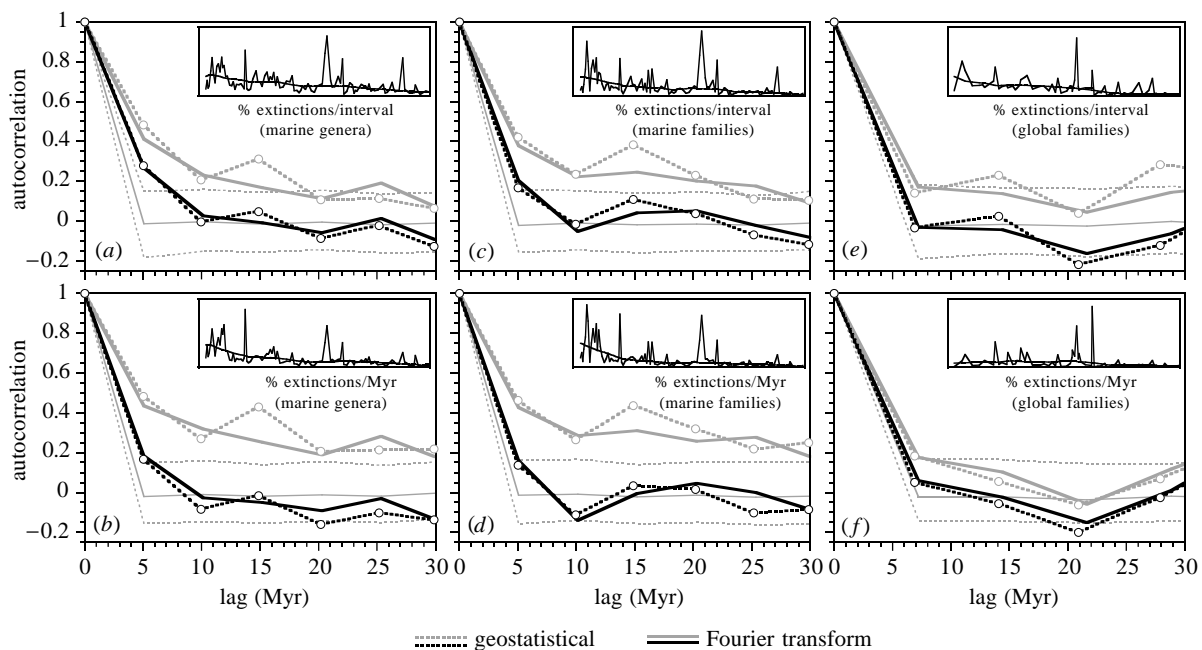 1
0.8
0.6
0.4
0.2
0
−0.2
autocorrelation
(a)
% extinctions/interval
(marine genera)
(c)
% extinctions/interval
(marine families)
(e)
% extinctions/interval
(global families)
1
0.8
0.6
0.4
0.2
0
−0.2
autocorrelation
(b)
% extinctions/Myr
(marine genera)
(d)
% extinctions/Myr
(marine families)
(f)
% extinctions/Myr
(global families)
0 5 10 15 20 25 30 0 5 10 15 20 25 30 0 5 10 15 20 25 30
lag (Myr) lag (Myr) lag (Myr)
geostatistical Fourier transform